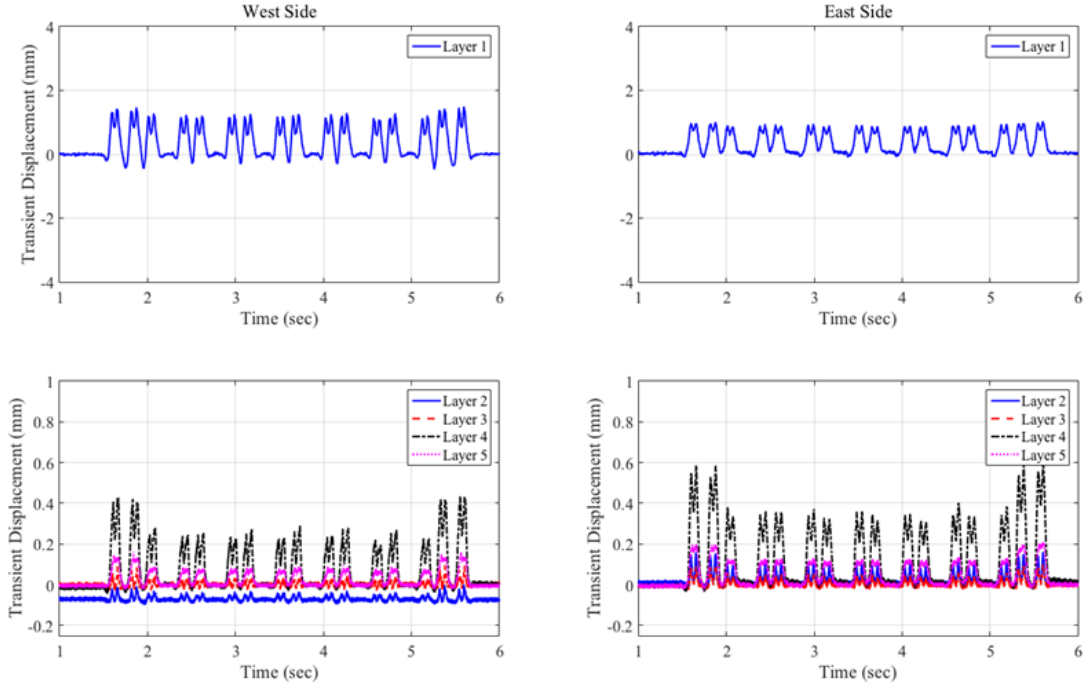 West Side
4
2
0
-2
-4
Transient Displacement (mm)
Layer 1
1 2 3 4 5 6
Time (sec)
East Side
4
2
0
-2
-4
Transient Displacement (mm)
Layer 1
1 2 3 4 5 6
Time (sec)
1
0.8
0.6
0.4
0.2
0
-0.2
Transient Displacement (mm)
Layer 2
Layer 3
Layer 4
Layer 5
1 2 3 4 5 6
Time (sec)
1
0.8
0.6
0.4
0.2
0
-0.2
Transient Displacement (mm)
Layer 2
Layer 3
Layer 4
Layer 5
1 2 3 4 5 6
Time (sec)